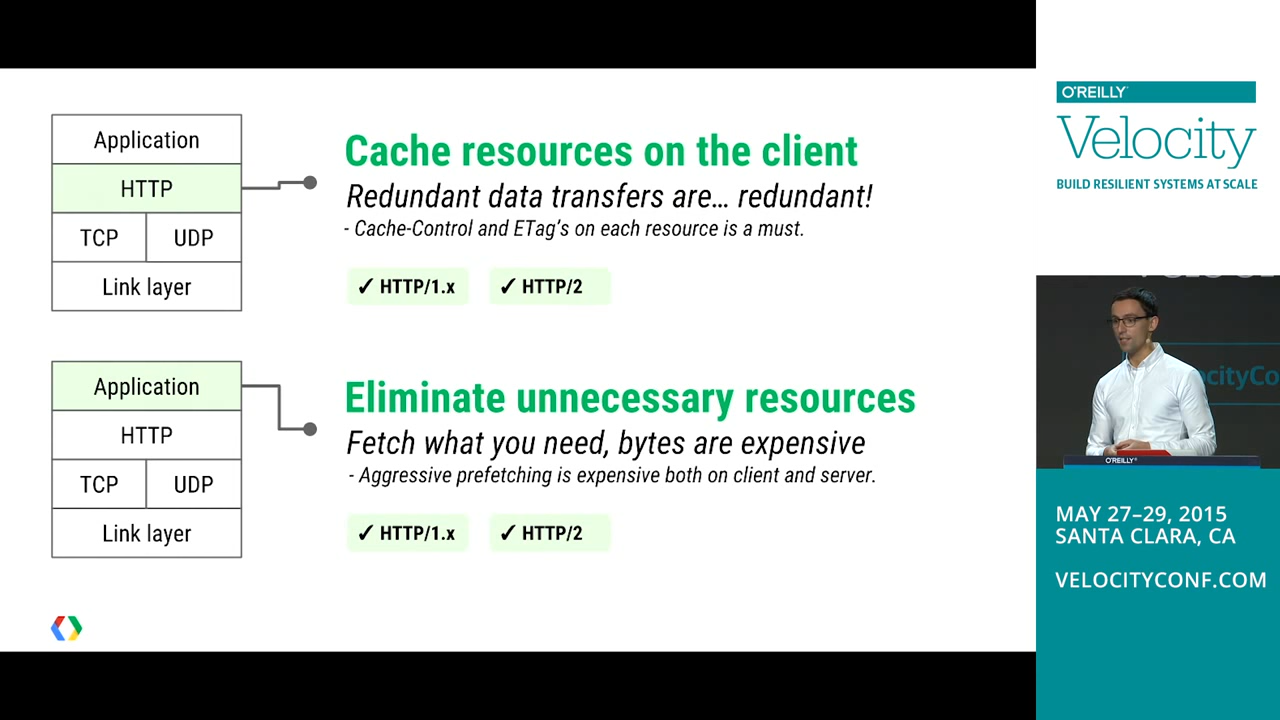 Application
HTTP
TCP UDP
Link layer
Cache resources on the client
Redundant data transfers are… redundant!
- Cache-Control and ETag's on each resource is a must.
✓ HTTP/1.x ✓ HTTP/2
Application
HTTP
TCP UDP
Link layer
Eliminate unnecessary resources
Fetch what you need, bytes are expensive
- Aggressive prefetching is expensive both on client and server.
✓ HTTP/1.x ✓ HTTP/2
O'REILLY®
Velocity
BUILD RESILIENT SYSTEMS AT SCALE
ocityCo
O'REILLY®
MAY 27–29, 2015
SANTA CLARA, CA
VELOCITYCONF.COM